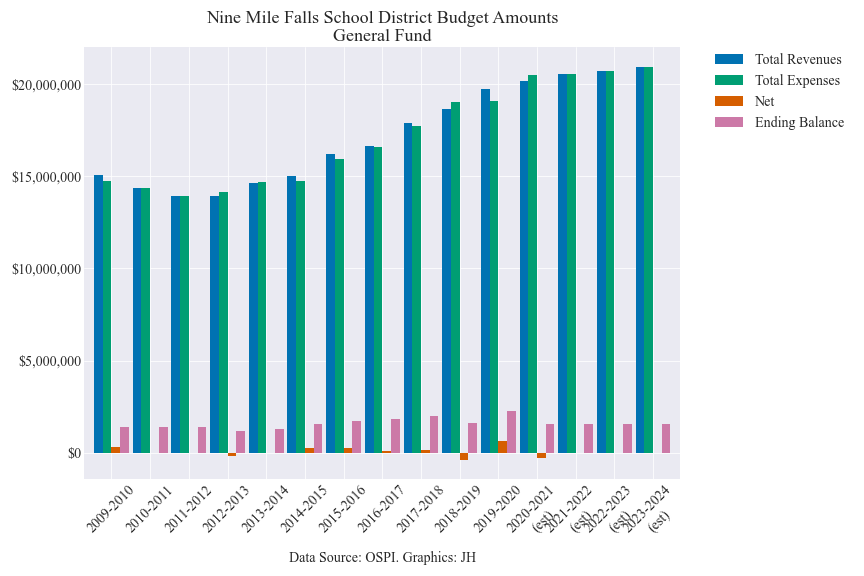 Nine Mile Falls School District Budget Amounts
General Fund
Total Revenues
Total Expenses
Net
Ending Balance
$20,000,000
$15,000,000
$10,000,000
$5,000,000
$0
2009-2010
2010-2011
2011-2012
2012-2013
2013-2014
2014-2015
2015-2016
2016-2017
2017-2018
2018-2019
2019-2020
2020-2021
(est)
2021-2022
(est)
2022-2023
(est)
2023-2024
(est)
Data Source: OSPI. Graphics: JH